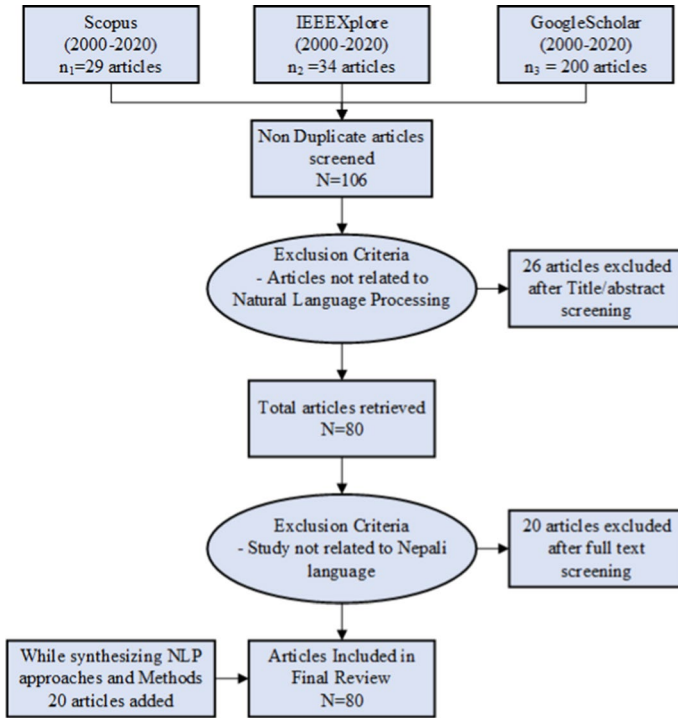 Scopus
(2000-2020)
n₁=29 articles
IEEEXplore
(2000-2020)
n₂ =34 articles
GoogleScholar
(2000-2020)
n₃ = 200 articles
Non Duplicate articles
screened
N=106
Exclusion Criteria
- Articles not related to
Natural Language Processing
26 articles excluded
after Title/abstract
screening
Total articles retrieved
N=80
Exclusion Criteria
- Study not related to Nepali
language
20 articles excluded
after full text
screening
While synthesizing NLP
approaches and Methods
20 articles added
Articles Included in
Final Review
N=80